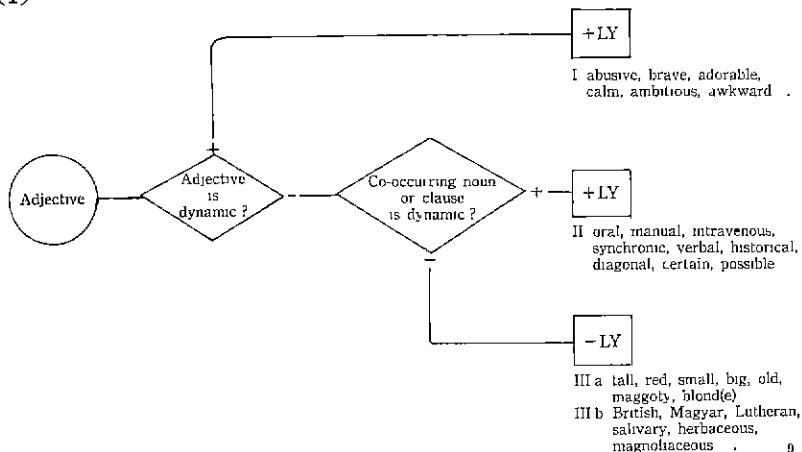 (1)
+LY
I abusive, brave, adorable,
calm, ambitious, awkward .
+
Adjective
Adjective
is
dynamic ?
–
Co-occuring noun
or clause
is dynamic ?
+
+LY
II oral, manual, intravenous,
synchronic, verbal, historical,
diagonal, certain, possible
–
–LY
III a tall, red, small, big, old,
maggoty, blond(e)
III b British, Magyar, Lutheran,
salivary, herbaceous,
magnoliaceous . 9